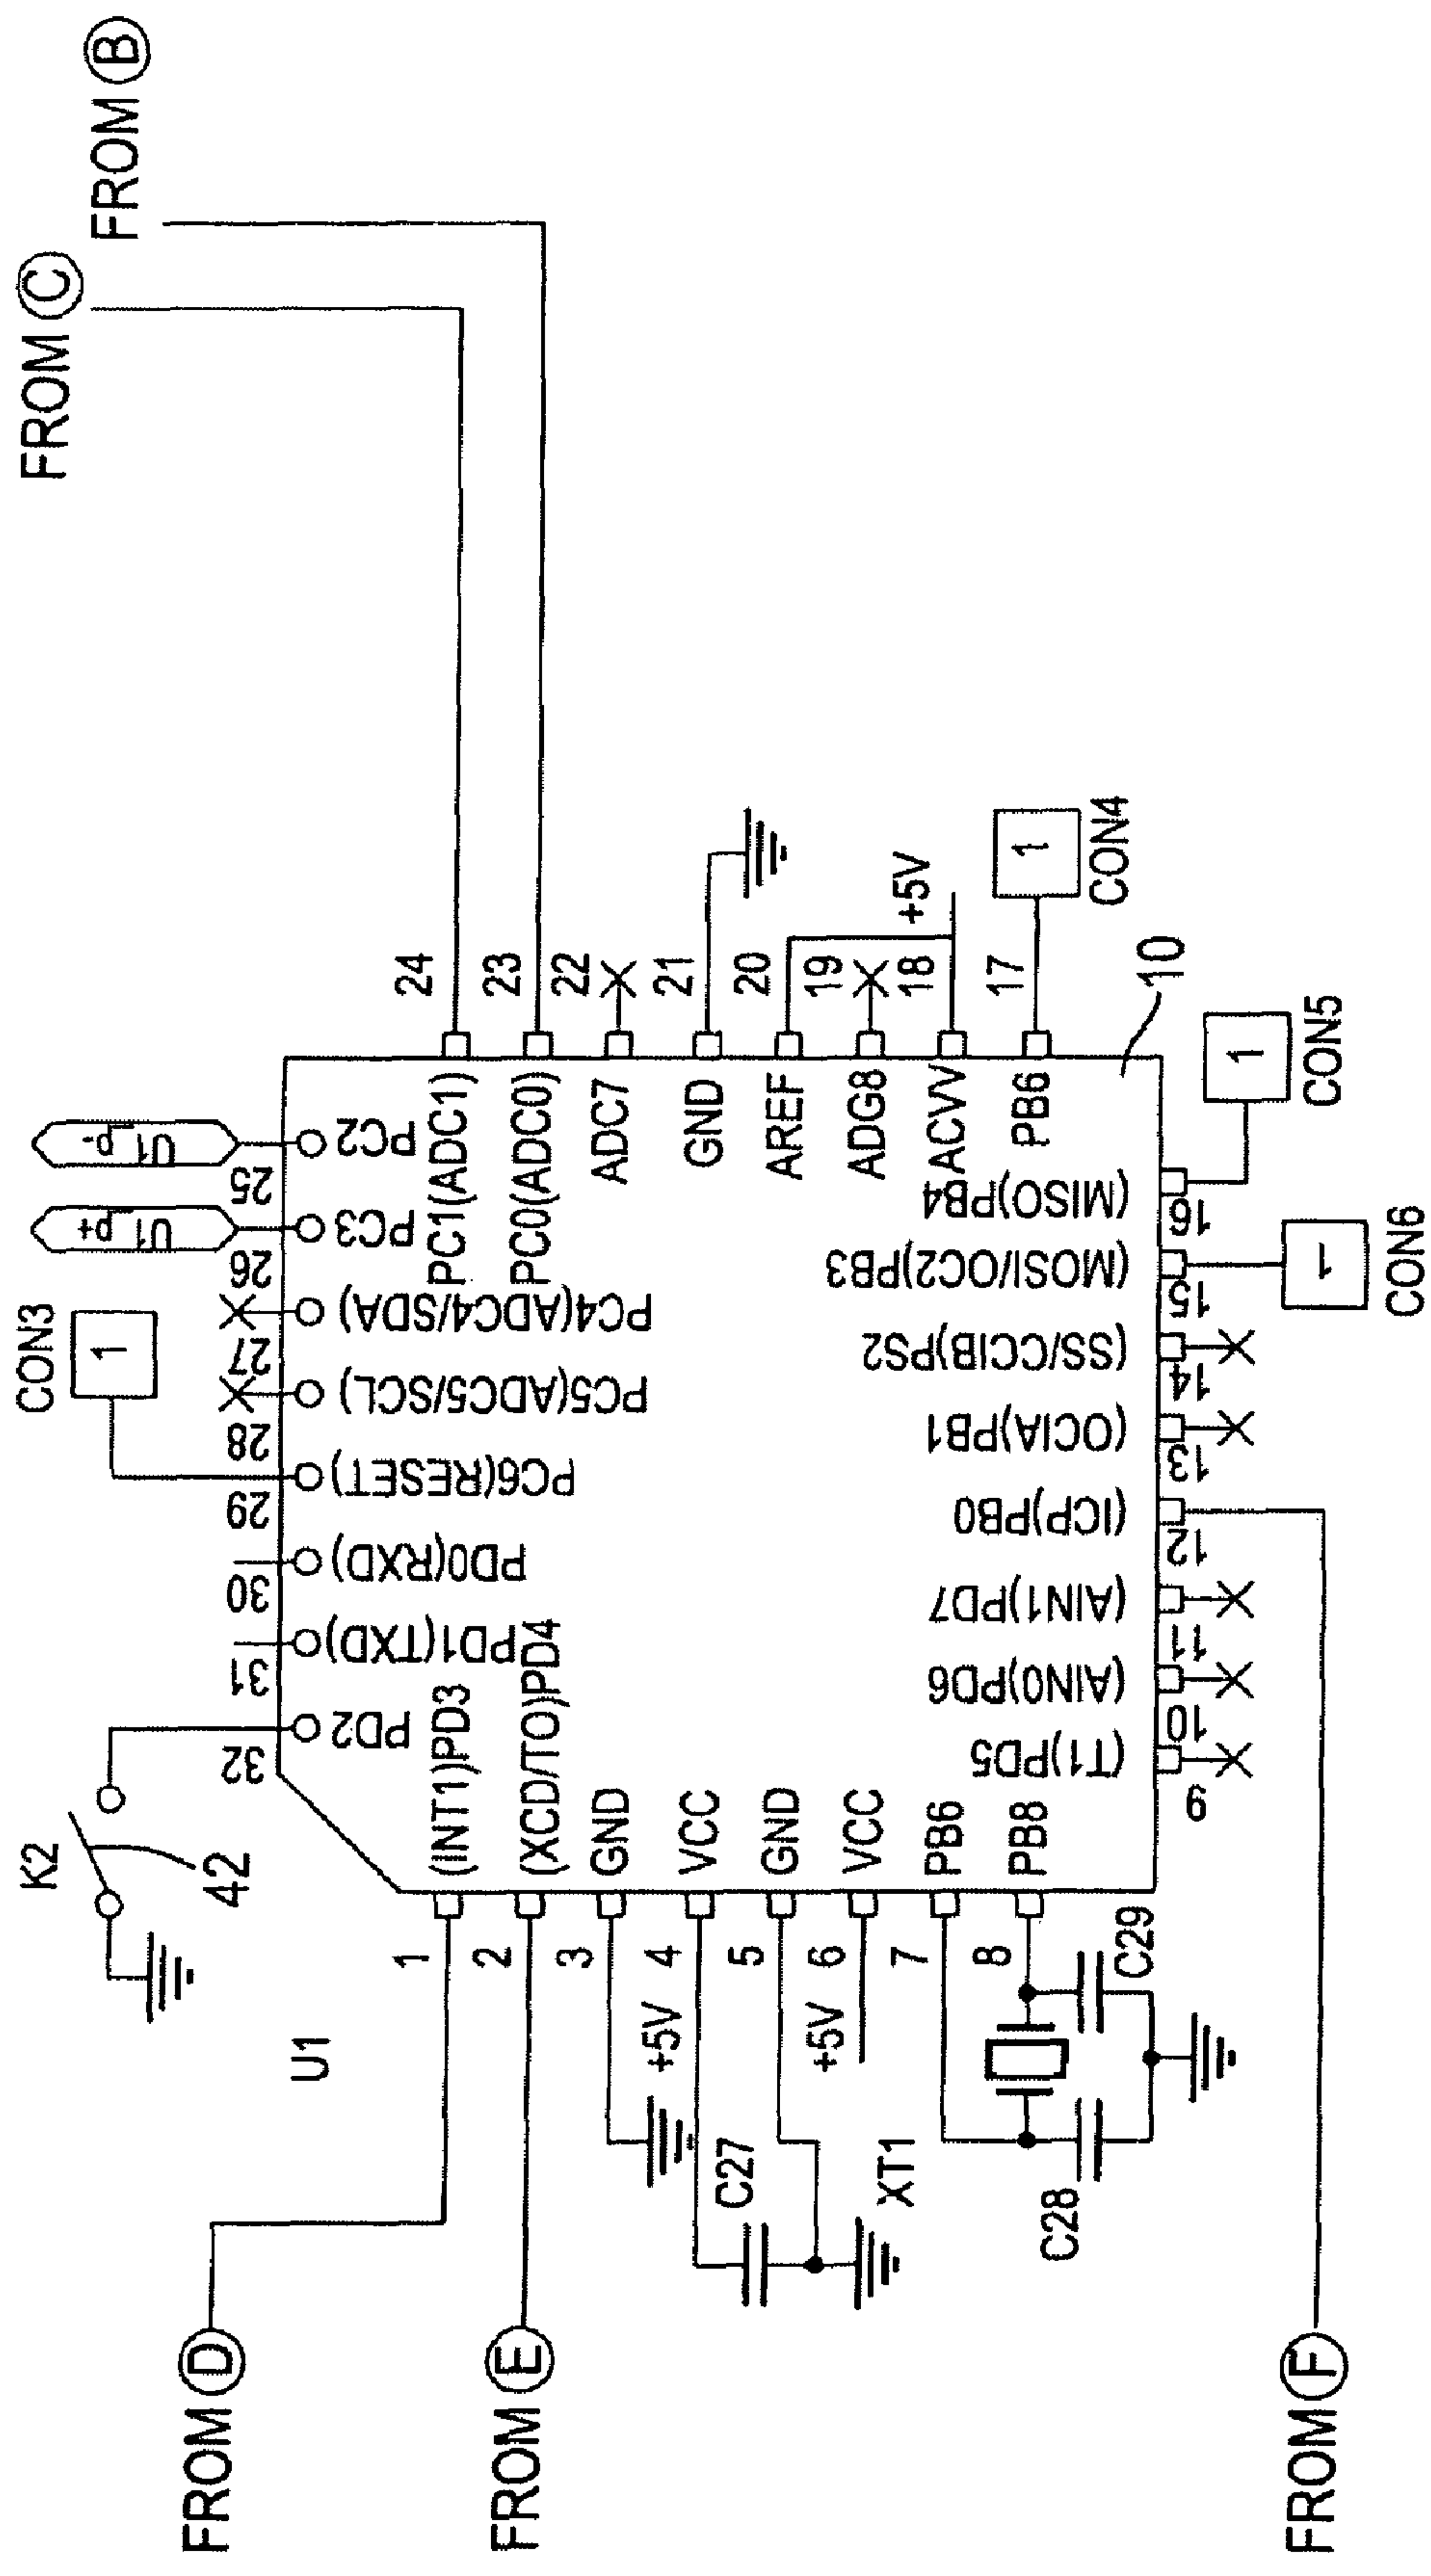 FROM C
FROM B
FROM D
FROM E
FROM F
U1
K2
42
CON3
1
U1_p+
U1_p-
32
31
30
29
28
27
26
25
PD2
PD1(TXD)
PD0(RXD)
PC6(RESET)
PC5(ADC5/SCL)
PC4(ADC4/SDA)
PC3
PC2
1
(INT1)PD3
2
(XCD/TO)PD4
3
GND
+5V
4
VCC
C27
5
GND
+5V
6
VCC
XT1
7
PB6
8
PB8
C28
C29
PC1(ADC1)
24
PC0(ADC0)
23
ADC7
22
GND
21
AREF
20
ADG8
19
ACVV
18
+5V
PB6
17
1
CON4
10
(T1)PD5
(AIN0)PD6
(AIN1)PD7
(ICP)PB0
(OCIA)PB1
(SS/CCIB)PS2
(MOSI/OC2)PB3
(MISO)PB4
9
10
11
12
13
14
15
16
1
CON5
1
CON6